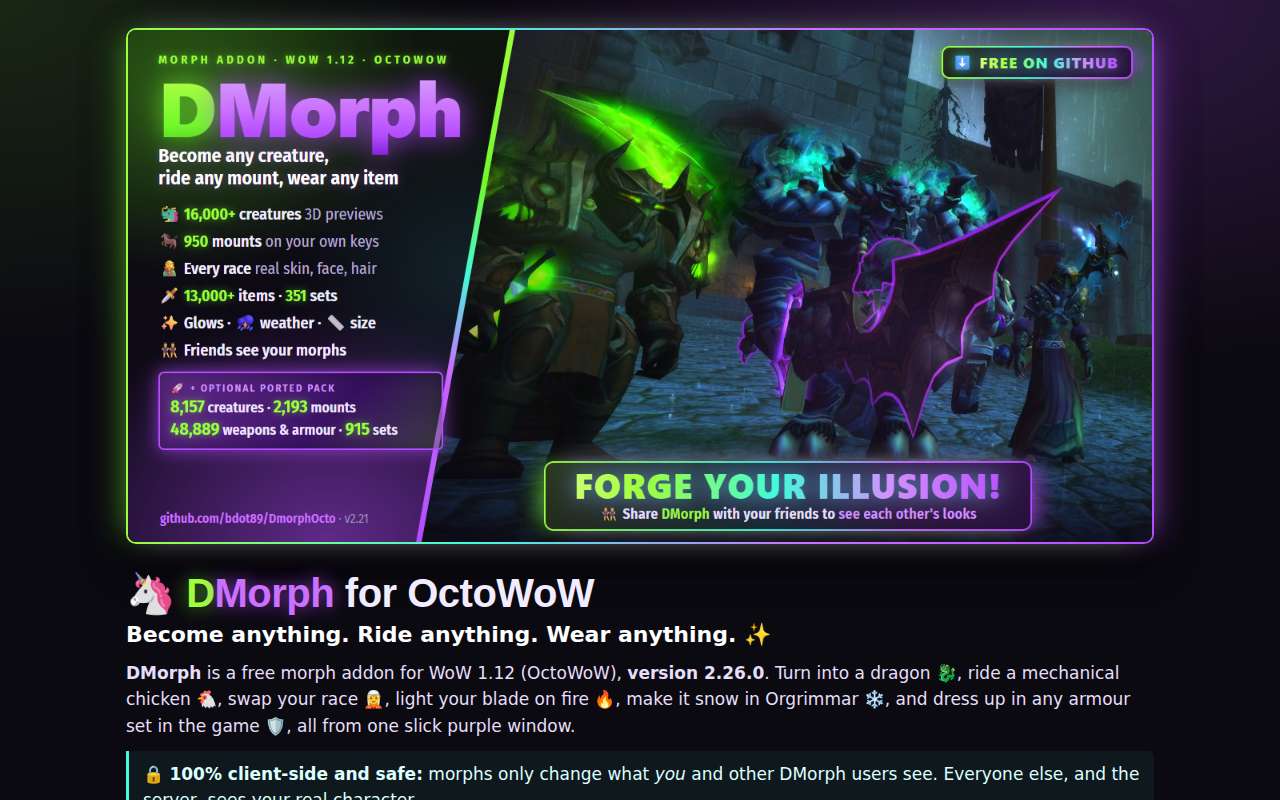 MORPH ADDON · WOW 1.12 · OCTOWOW
DMorph
Become any creature,
ride any mount, wear any item
16,000+ creatures 3D previews
950 mounts on your own keys
Every race real skin, face, hair
13,000+ items · 351 sets
✨ Glows · weather · 📏 size
Friends see your morphs
🚀 + OPTIONAL PORTED PACK
8,157 creatures · 2,193 mounts
48,889 weapons & armour · 915 sets
github.com/bdot89/DmorphOcto · v2.21
⬇️ FREE ON GITHUB
FORGE YOUR ILLUSION!
Share DMorph with your friends to see each other's looks
🦄 DMorph for OctoWoW
Become anything. Ride anything. Wear anything. ✨
DMorph is a free morph addon for WoW 1.12 (OctoWoW), version 2.26.0. Turn into a dragon 🐉, ride a mechanical
chicken 🐔, swap your race 🧝, light your blade on fire 🔥, make it snow in Orgrimmar ❄️, and dress up in any armour
set in the game 🛡️, all from one slick purple window.
🔒 100% client-side and safe: morphs only change what you and other DMorph users see. Everyone else, and the
server, sees your real character.